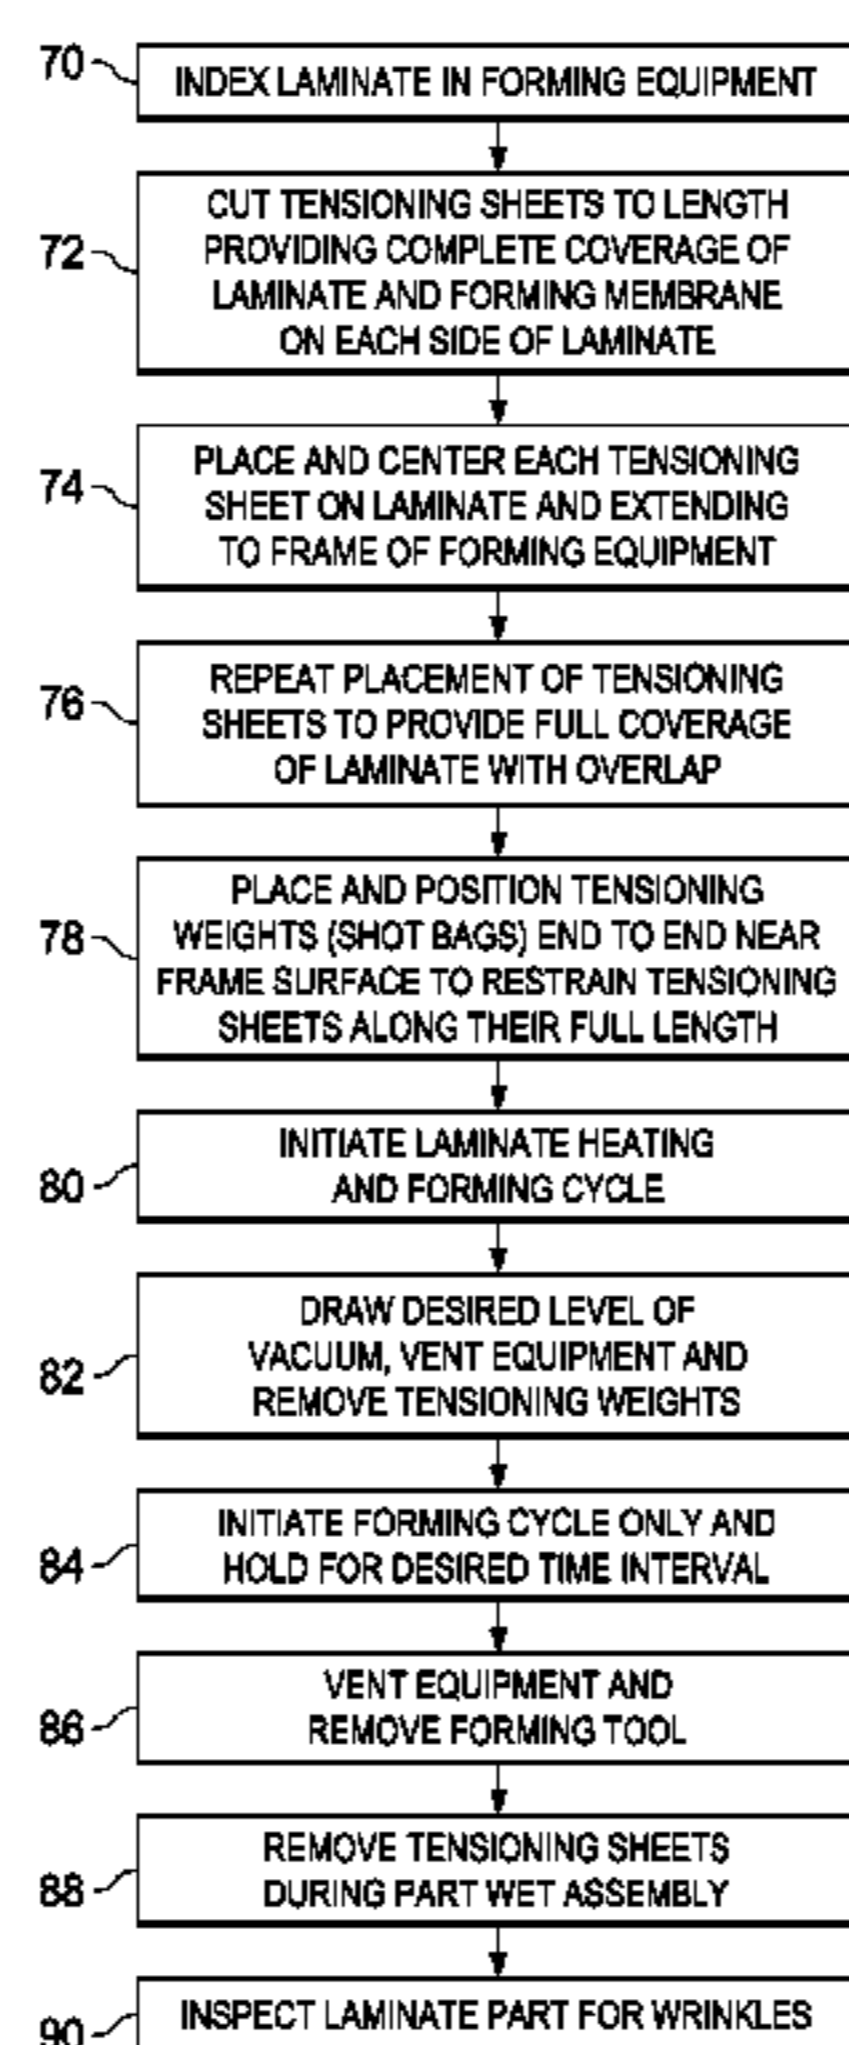 70
INDEX LAMINATE IN FORMING EQUIPMENT
72
CUT TENSIONING SHEETS TO LENGTH
PROVIDING COMPLETE COVERAGE OF
LAMINATE AND FORMING MEMBRANE
ON EACH SIDE OF LAMINATE
74
PLACE AND CENTER EACH TENSIONING
SHEET ON LAMINATE AND EXTENDING
TO FRAME OF FORMING EQUIPMENT
76
REPEAT PLACEMENT OF TENSIONING
SHEETS TO PROVIDE FULL COVERAGE
OF LAMINATE WITH OVERLAP
78
PLACE AND POSITION TENSIONING
WEIGHTS (SHOT BAGS) END TO END NEAR
FRAME SURFACE TO RESTRAIN TENSIONING
SHEETS ALONG THEIR FULL LENGTH
80
INITIATE LAMINATE HEATING
AND FORMING CYCLE
82
DRAW DESIRED LEVEL OF
VACUUM, VENT EQUIPMENT AND
REMOVE TENSIONING WEIGHTS
84
INITIATE FORMING CYCLE ONLY AND
HOLD FOR DESIRED TIME INTERVAL
86
VENT EQUIPMENT AND
REMOVE FORMING TOOL
88
REMOVE TENSIONING SHEETS
DURING PART WET ASSEMBLY
90
INSPECT LAMINATE PART FOR WRINKLES